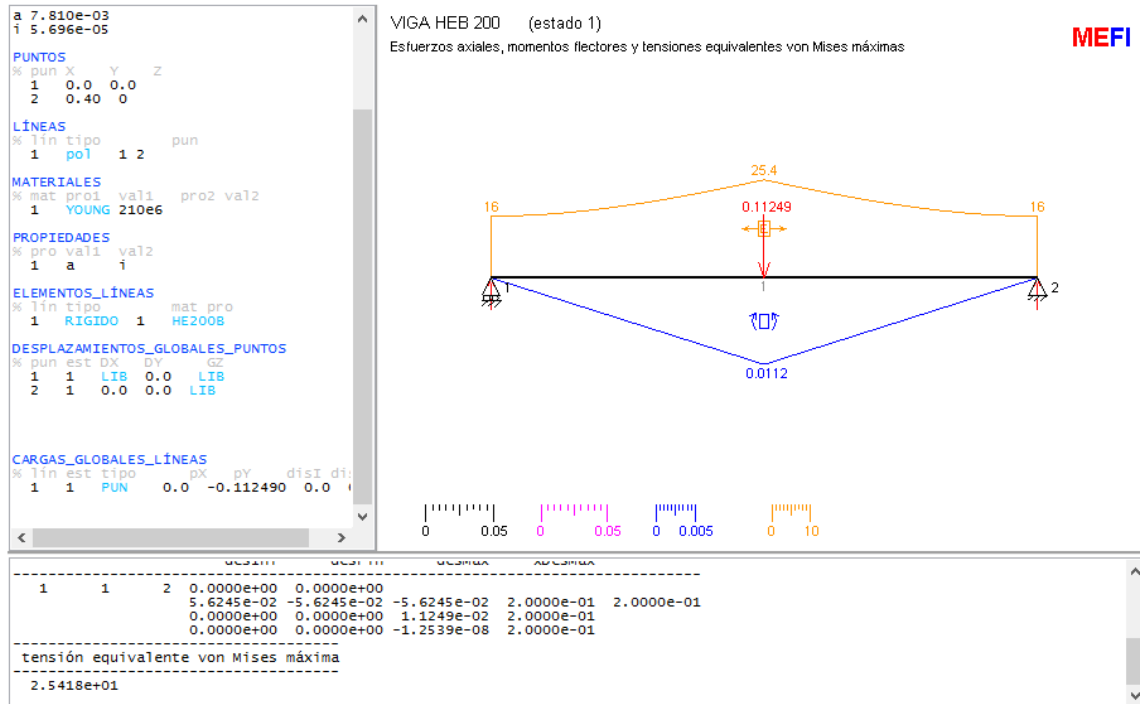 a 7.810e-03
i 5.696e-05
PUNTOS
% pun X Y Z
1 0.0 0.0
2 0.40 0
LÍNEAS
% lín tipo pun
1 pol 1 2
MATERIALES
% mat pro1 val1 pro2 val2
1 YOUNG 210e6
PROPIEDADES
% pro val1 val2
1 a i
ELEMENTOS_LÍNEAS
% lín tipo mat pro
1 RIGIDO 1 HE200B
DESPLAZAMIENTOS_GLOBALES_PUNTOS
% pun est DX DY GZ
1 1 LIB 0.0 LIB
2 1 0.0 0.0 LIB
CARGAS_GLOBALES_LÍNEAS
% lín est tipo pX pY disI di
1 1 PUN 0.0 -0.112490 0.0
VIGA HEB 200 (estado 1)
Esfuerzos axiales, momentos flectores y tensiones equivalentes von Mises máximas
MEFI
25.4
16 0.11249 16
E
1 1 2
0.0112
0 0.05 0 0.05 0 0.005 0 10
1 1 2 0.0000e+00 0.0000e+00
5.6245e-02 -5.6245e-02 -5.6245e-02 2.0000e-01 2.0000e-01
0.0000e+00 0.0000e+00 1.1249e-02 2.0000e-01
0.0000e+00 0.0000e+00 -1.2539e-08 2.0000e-01
tensión equivalente von Mises máxima
2.5418e+01